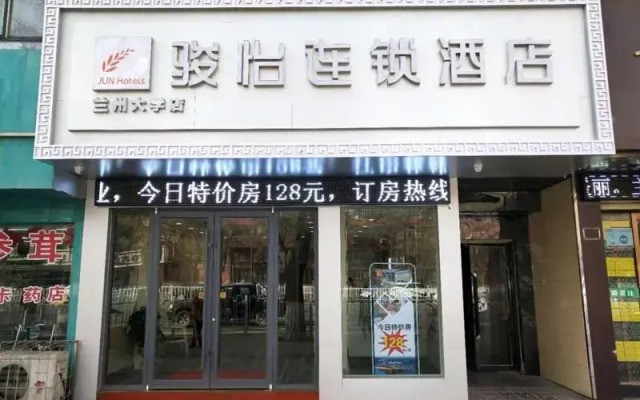 JUN Hotels
骏怡连锁酒店
兰州大学店
，今日特价房128元，订房热线
参茸
药店
今日特价房
128